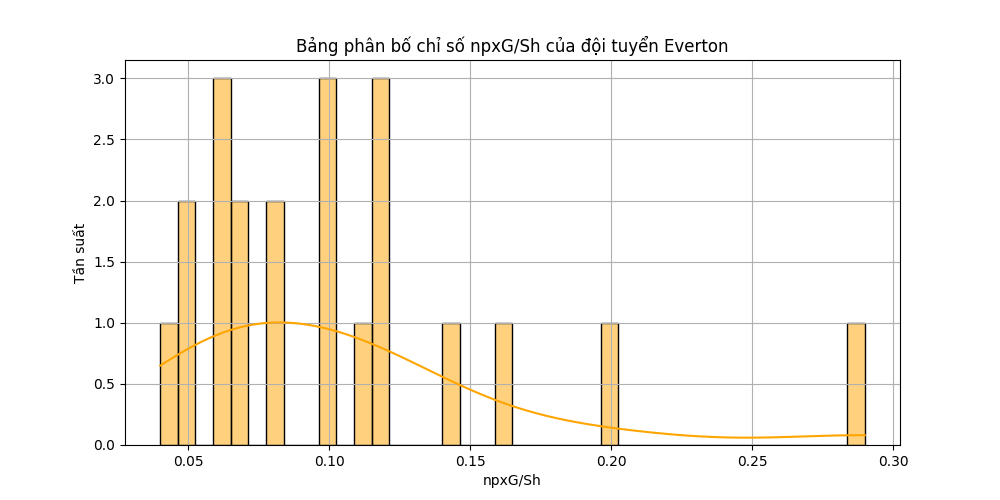 Bảng phân bố chỉ số npxG/Sh của đội tuyển Everton
3.0
2.5
2.0
1.5
1.0
0.5
0.0
Tần suất
0.05 0.10 0.15 0.20 0.25 0.30
npxG/Sh